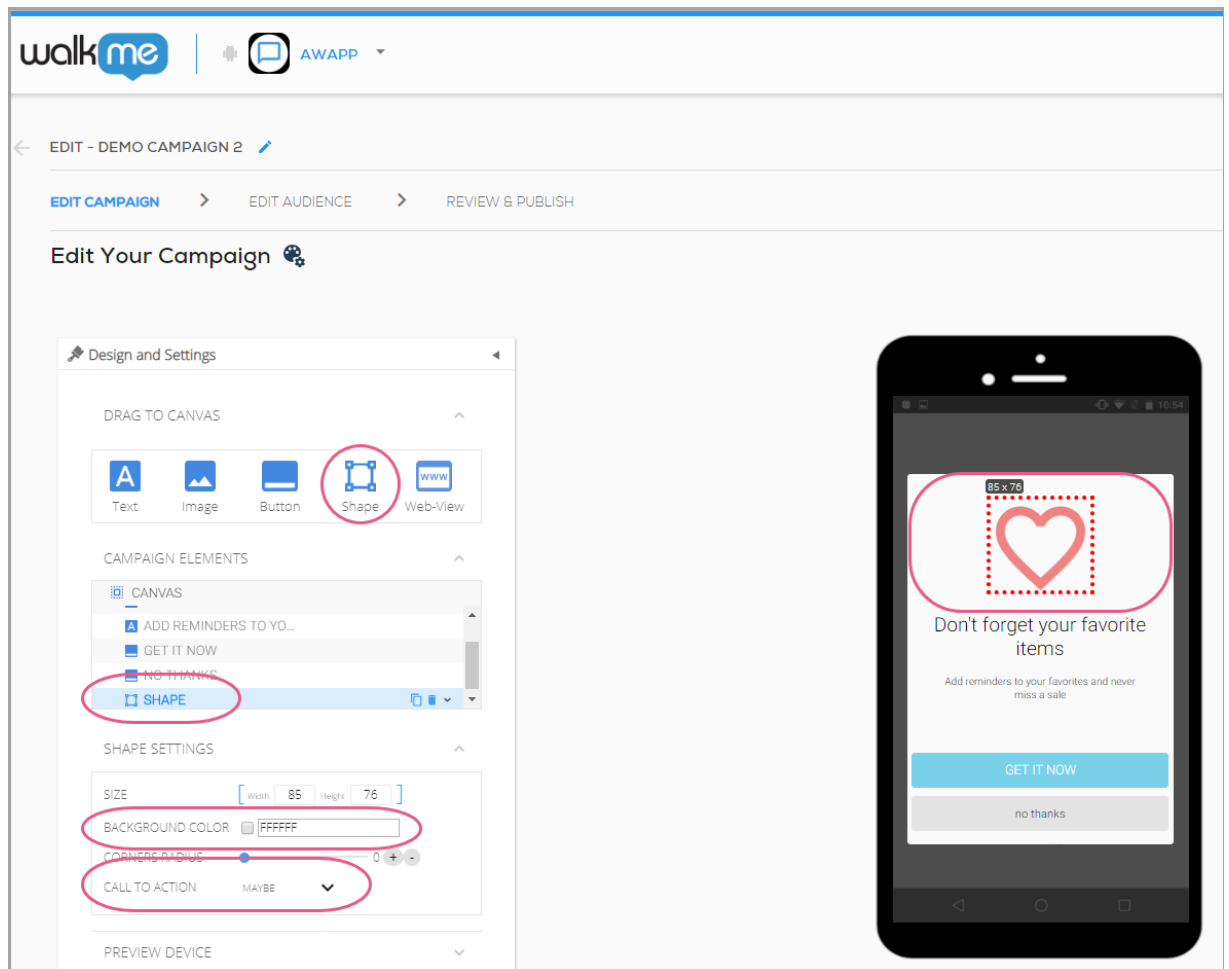 walkme
AWAPP
EDIT - DEMO CAMPAIGN 2
EDIT CAMPAIGN > EDIT AUDIENCE > REVIEW & PUBLISH
Edit Your Campaign
Design and Settings
DRAG TO CANVAS
A
www
Text Image Button Shape Web-View
CAMPAIGN ELEMENTS
CANVAS
A ADD REMINDERS TO YO...
GET IT NOW
NO THANKS
SHAPE
SHAPE SETTINGS
SIZE [ Width 85 Height 76 ]
BACKGROUND COLOR FFFFFF
CORNERS RADIUS 0 + -
CALL TO ACTION MAYBE
PREVIEW DEVICE
10:54
85 x 76
Don't forget your favorite
items
Add reminders to your favorites and never
miss a sale
GET IT NOW
no thanks